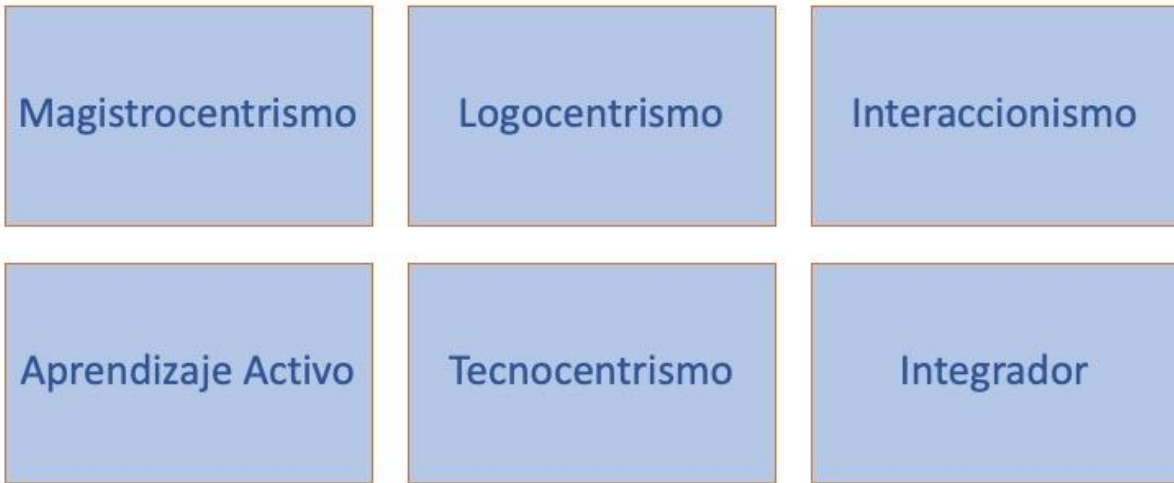 Magistrocentrismo
Logocentrismo
Interaccionismo
Aprendizaje Activo
Tecnocentrismo
Integrador